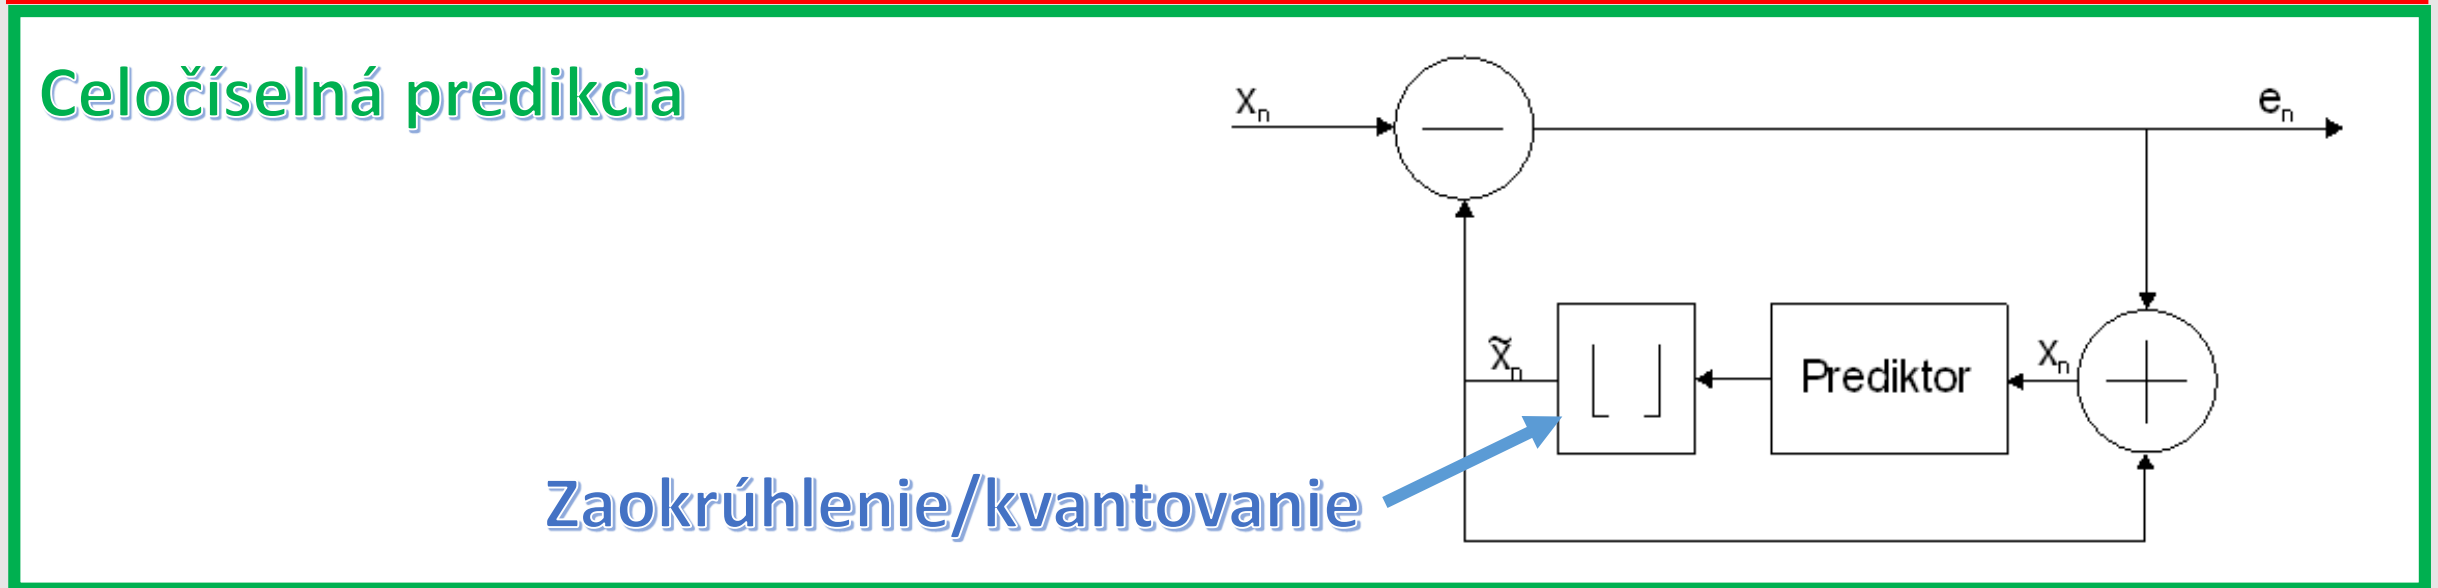 Celočíselná predikcia
Xn
en
X̃n
Prediktor
Xn
Zaokrúhlenie/kvantovanie